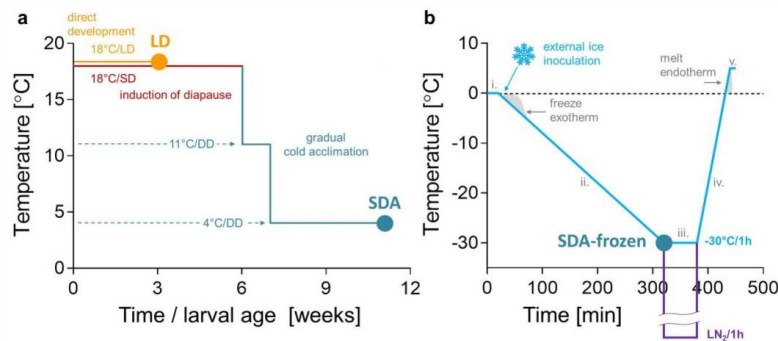 a
direct
development
LD
18°C/LD
18°C/SD
induction of diapause
gradual
cold acclimation
11°C/DD
SDA
4°C/DD
Temperature [°C]
20
15
10
5
0
0 3 6 9 12
Time / larval age [weeks]
b
external ice
inoculation
melt
endotherm
v.
i.
freeze
exotherm
ii.
iv.
iii.
SDA-frozen
-30°C/1h
Temperature [°C]
10
0
-10
-20
-30
0 100 200 300 400 500
Time [min]
LN2/1h